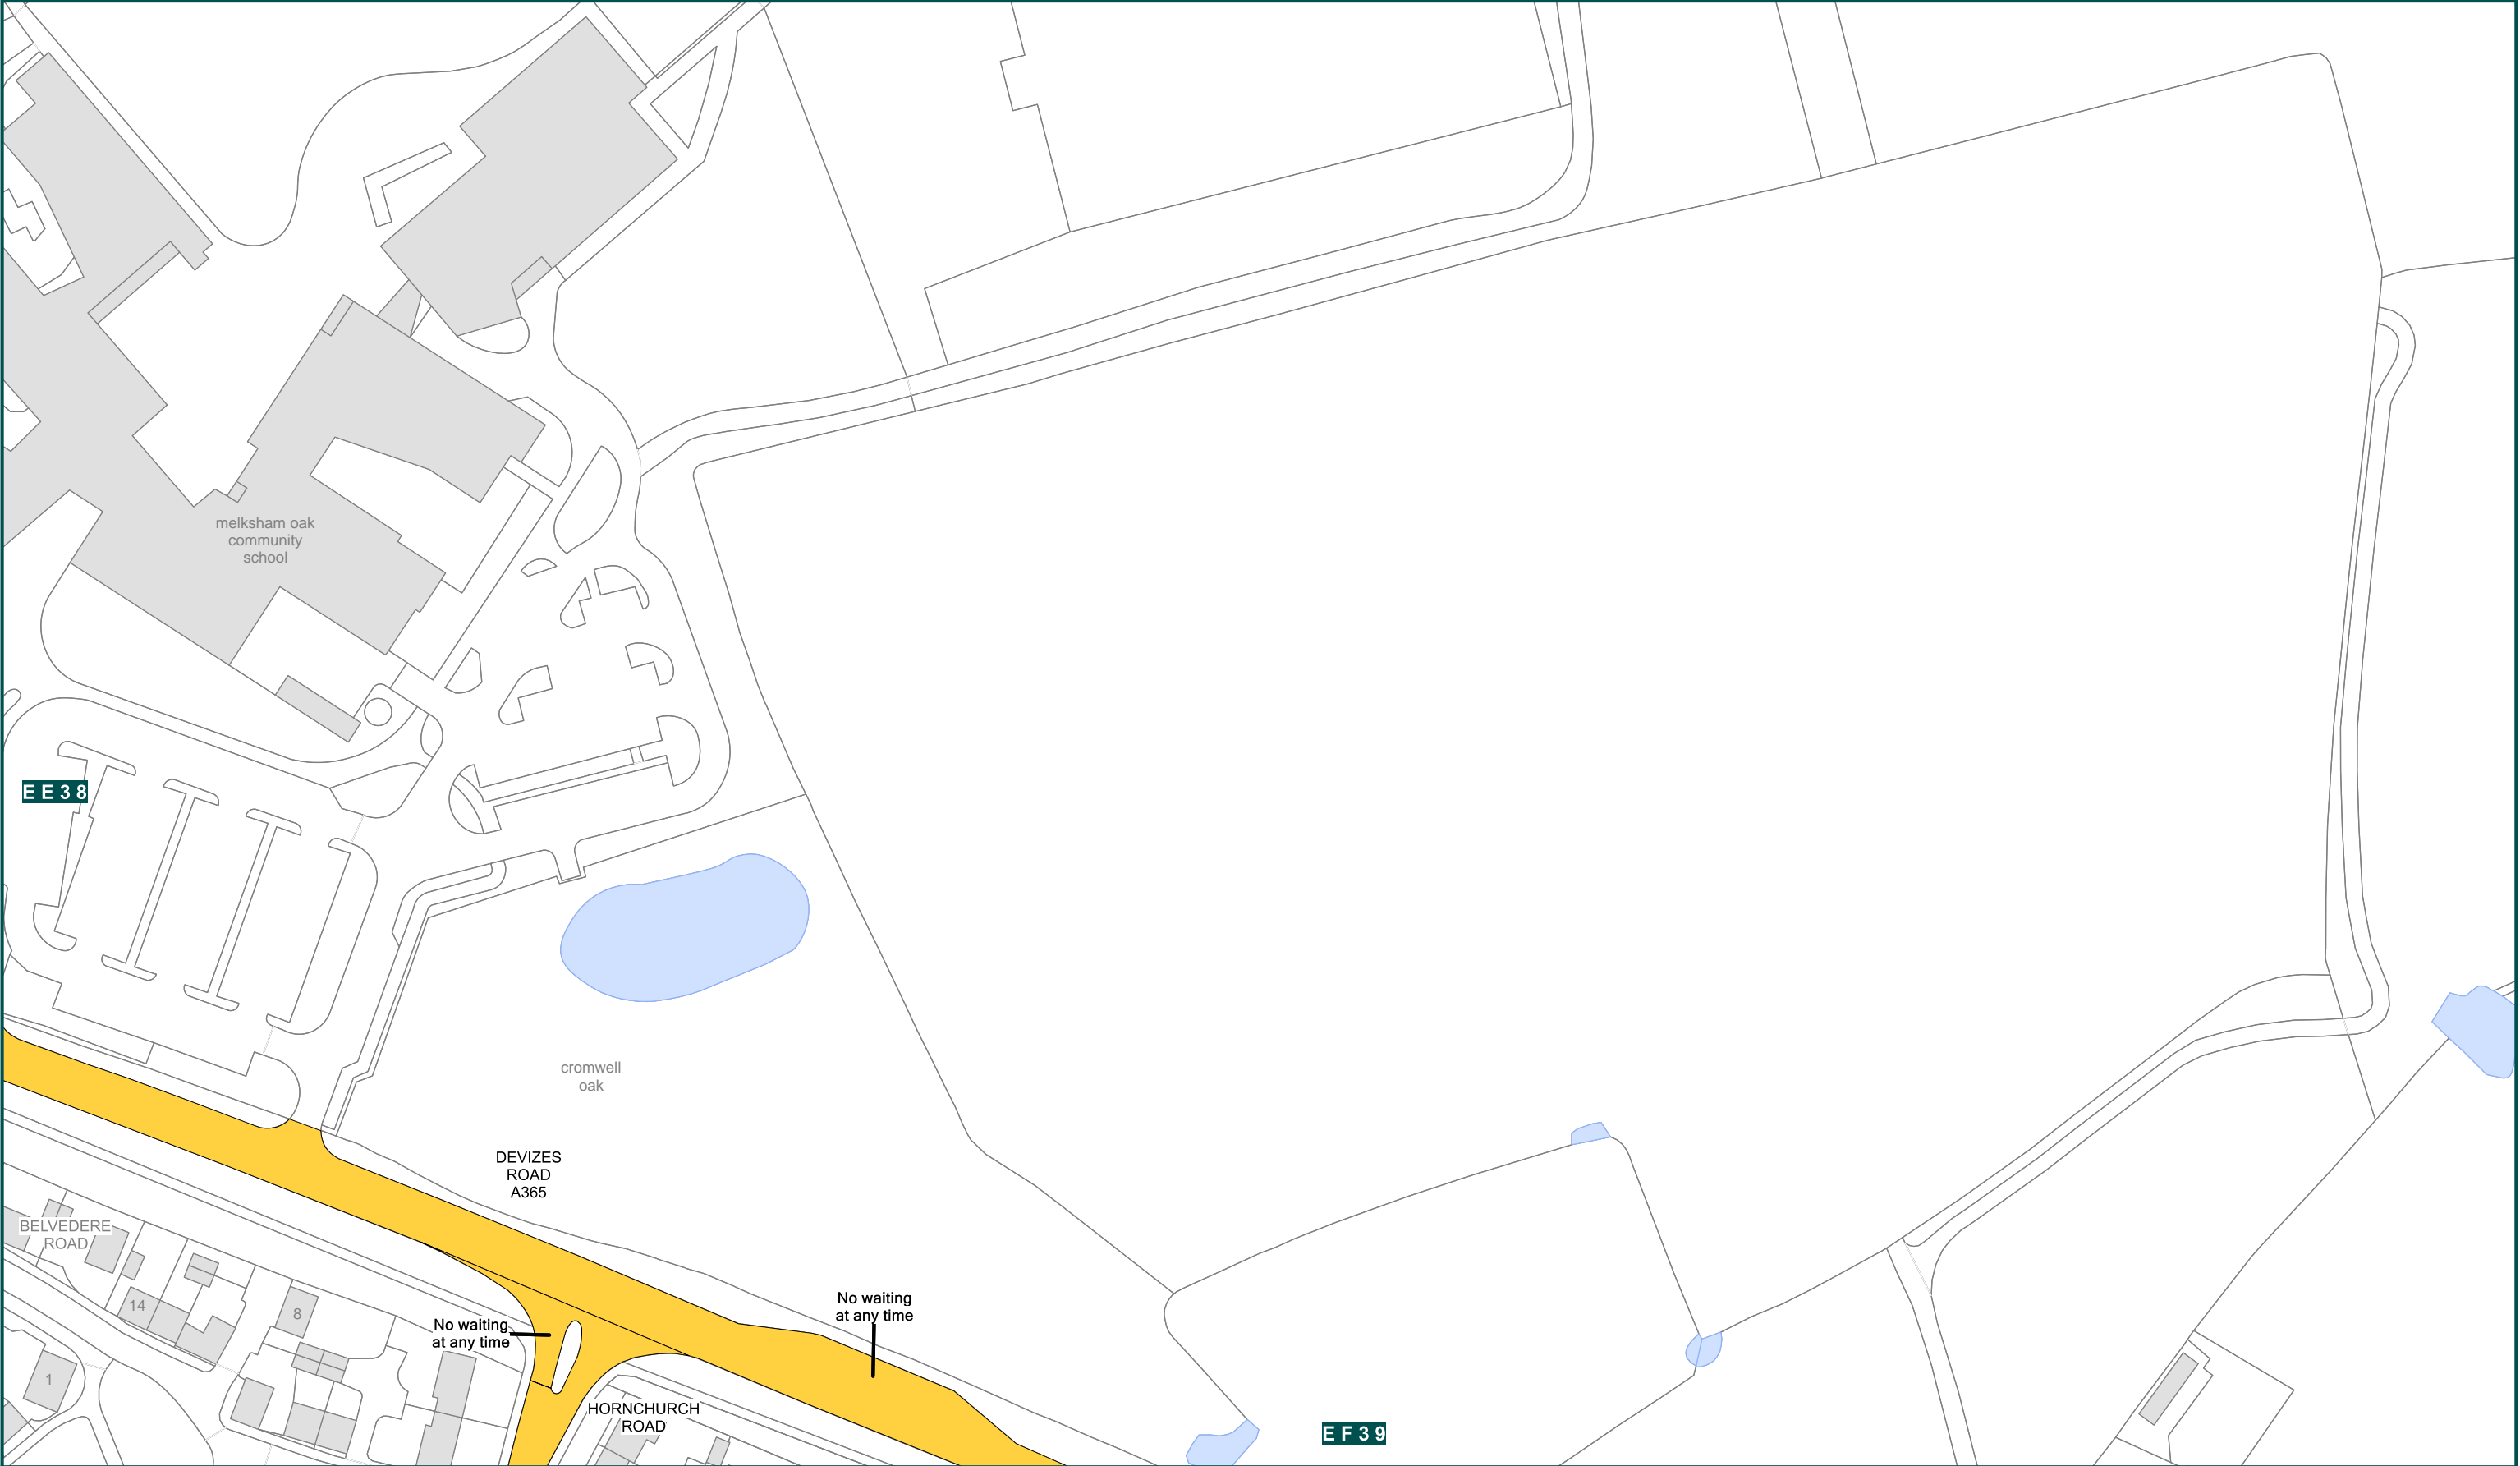 melksham oak
community
school
E E 3 8
cromwell
oak
DEVIZES
ROAD
A365
BELVEDERE
ROAD
14
8
1
No waiting
at any time
No waiting
at any time
HORNCHURCH
ROAD
E F 3 9